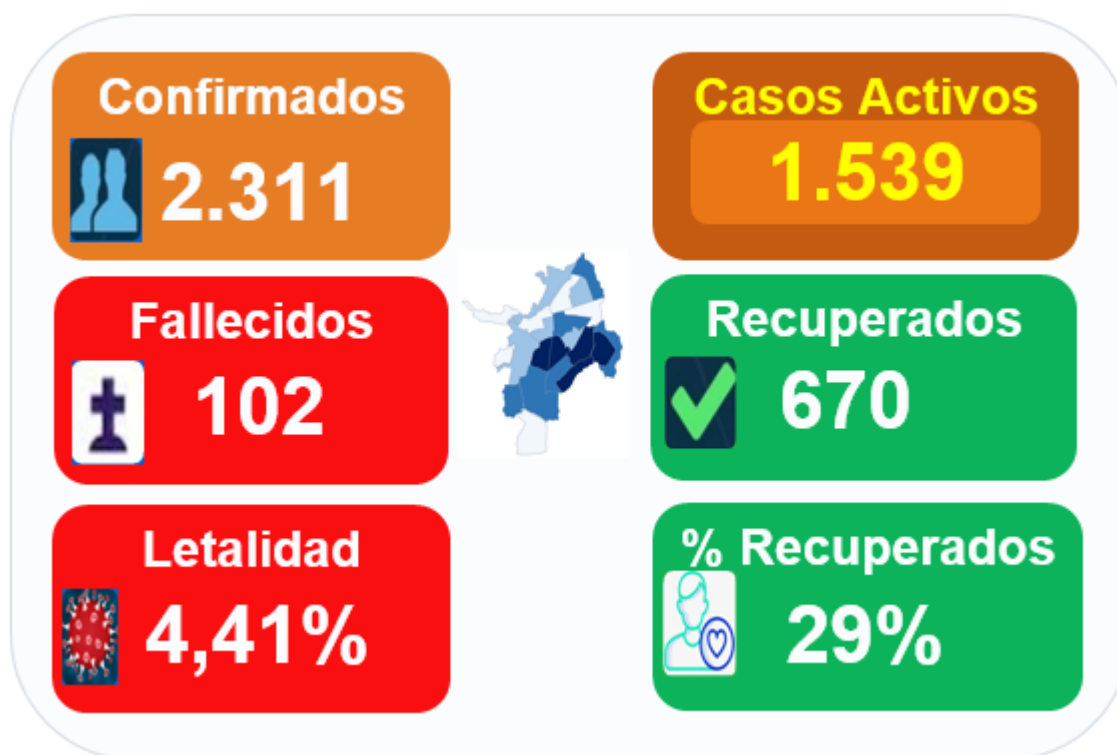 Confirmados
2.311
Casos Activos
1.539
Fallecidos
102
Recuperados
670
Letalidad
4,41%
% Recuperados
29%